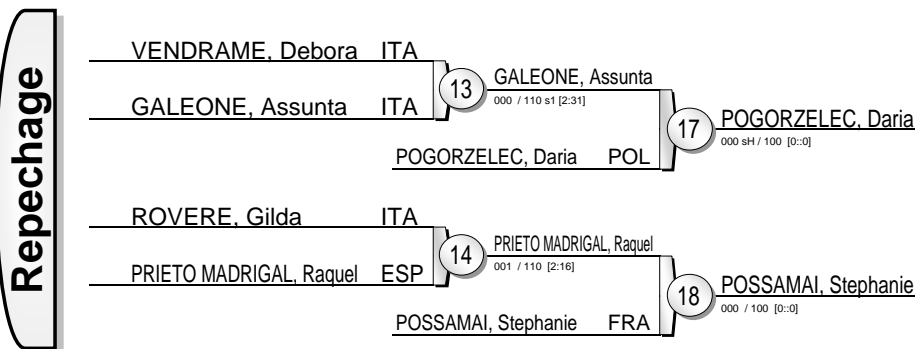 Repechage
VENDRAME, Debora ITA
GALEONE, Assunta ITA
13
GALEONE, Assunta
000 / 110 s1 [2:31]
POGORZELEC, Daria POL
17
POGORZELEC, Daria
000 sH / 100 [0::0]
ROVERE, Gilda ITA
PRIETO MADRIGAL, Raquel ESP
14
PRIETO MADRIGAL, Raquel
001 / 110 [2:16]
POSSAMAI, Stephanie FRA
18
POSSAMAI, Stephanie
000 / 100 [0::0]